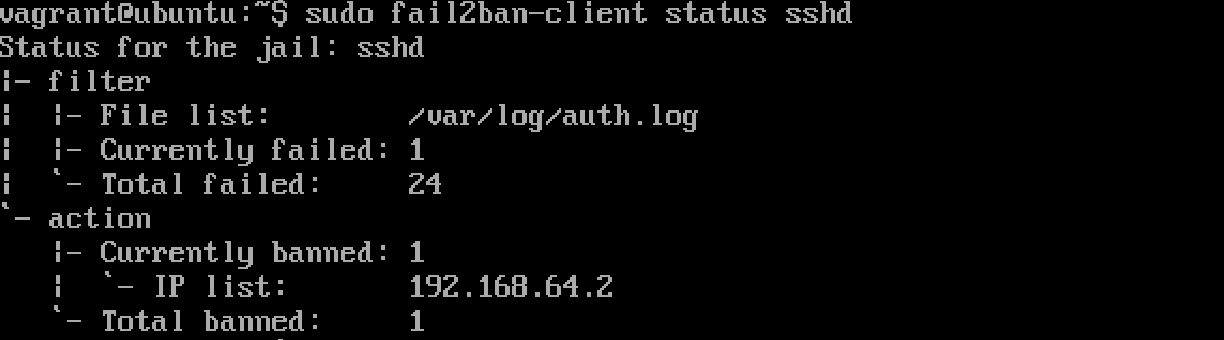 vagrant@ubuntu:~$ sudo fail2ban-client status sshd
Status for the jail: sshd
|- filter
|  |- File list:        /var/log/auth.log
|  |- Currently failed: 1
|  `- Total failed:     24
`- action
   |- Currently banned: 1
   |  `- IP list:       192.168.64.2
   `- Total banned:     1